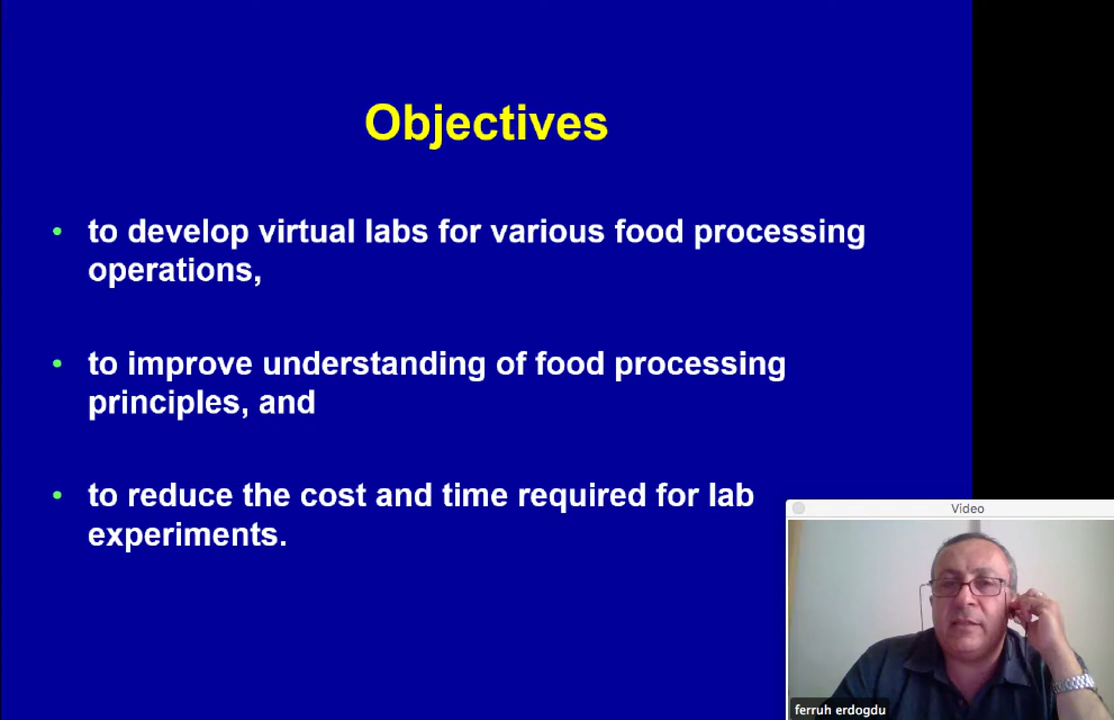 Objectives
• to develop virtual labs for various food processing
operations,
• to improve understanding of food processing
principles, and
• to reduce the cost and time required for lab
experiments.
Video
ferruh erdogdu